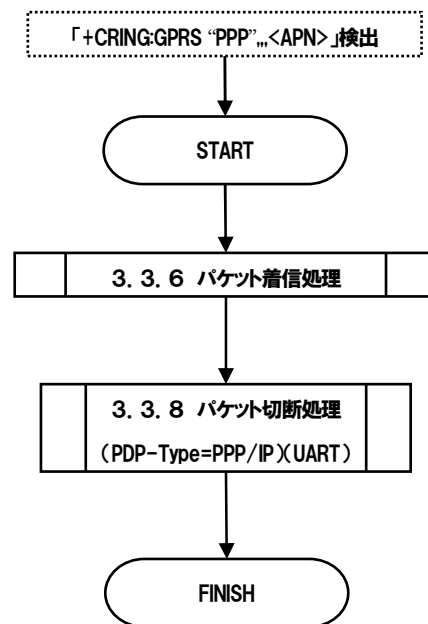 「+CRING:GPRS “PPP”,,,<APN>」検出
START
3．3．6 パケット着信処理
3．3．8 パケット切断処理
(PDP-Type=PPP/IP)(UART)
FINISH